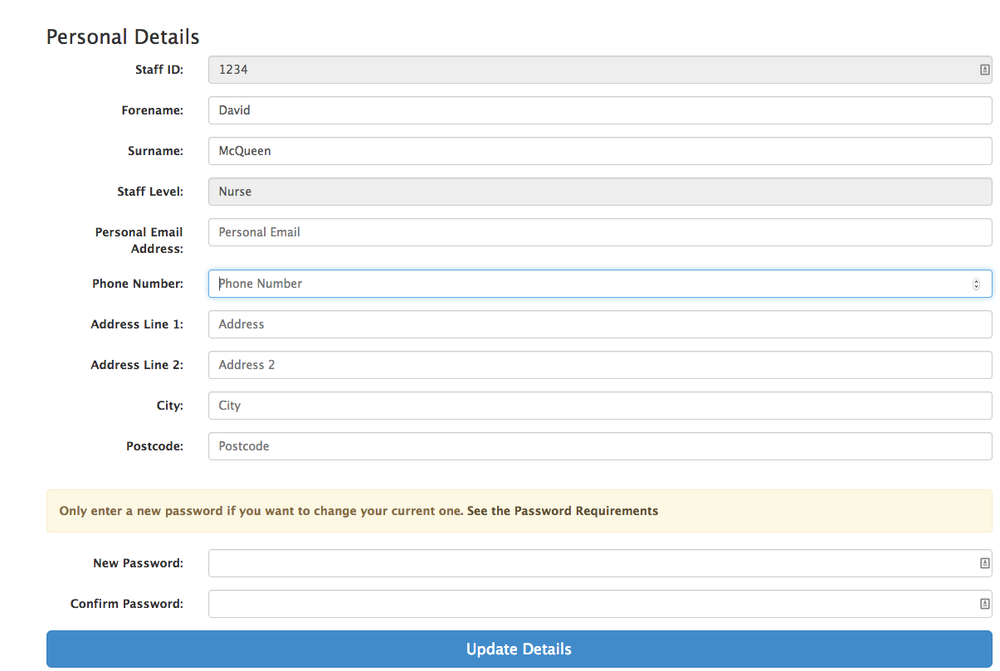 Personal Details
Staff ID: 1234
Forename: David
Surname: McQueen
Staff Level: Nurse
Personal Email Personal Email
Address:
Phone Number: Phone Number
Address Line 1: Address
Address Line 2: Address 2
City: City
Postcode: Postcode
Only enter a new password if you want to change your current one. See the Password Requirements
New Password:
Confirm Password:
Update Details